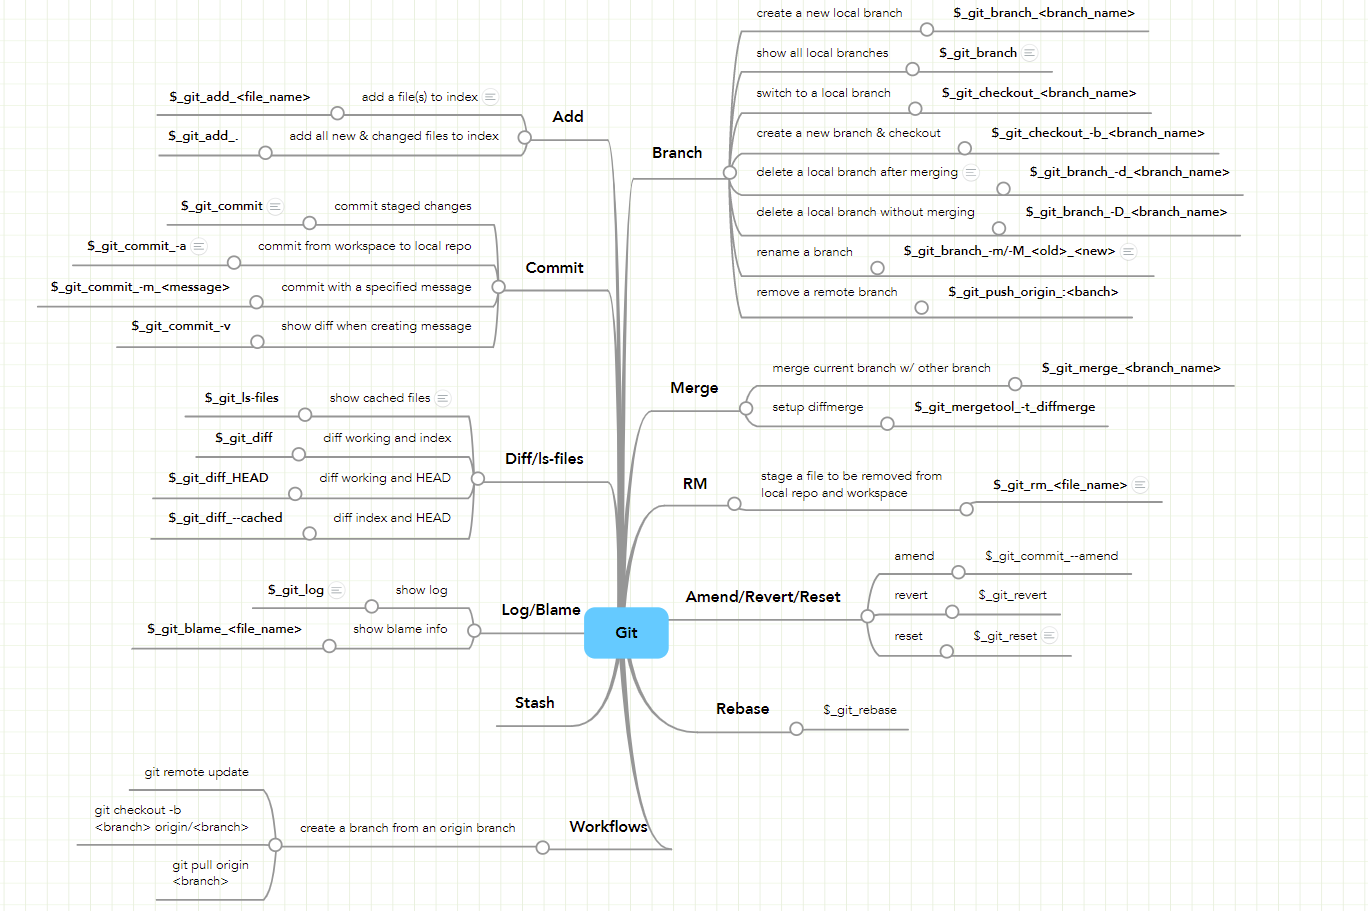 Git
Add
add a file(s) to index
$_git_add_<file_name>
add all new & changed files to index
$_git_add_.
Commit
commit staged changes
$_git_commit
commit from workspace to local repo
$_git_commit_-a
commit with a specified message
$_git_commit_-m_<message>
show diff when creating message
$_git_commit_-v
Diff/ls-files
show cached files
$_git_ls-files
diff working and index
$_git_diff
diff working and HEAD
$_git_diff_HEAD
diff index and HEAD
$_git_diff_--cached
Log/Blame
show log
$_git_log
show blame info
$_git_blame_<file_name>
Stash
Workflows
create a branch from an origin branch
git remote update
git checkout -b
<branch> origin/<branch>
git pull origin
<branch>
Branch
create a new local branch
$_git_branch_<branch_name>
show all local branches
$_git_branch
switch to a local branch
$_git_checkout_<branch_name>
create a new branch & checkout
$_git_checkout_-b_<branch_name>
delete a local branch after merging
$_git_branch_-d_<branch_name>
delete a local branch without merging
$_git_branch_-D_<branch_name>
rename a branch
$_git_branch_-m/-M_<old>_<new>
remove a remote branch
$_git_push_origin_:<banch>
Merge
merge current branch w/ other branch
$_git_merge_<branch_name>
setup diffmerge
$_git_mergetool_-t_diffmerge
RM
stage a file to be removed from
local repo and workspace
$_git_rm_<file_name>
Amend/Revert/Reset
amend
$_git_commit_--amend
revert
$_git_revert
reset
$_git_reset
Rebase
$_git_rebase